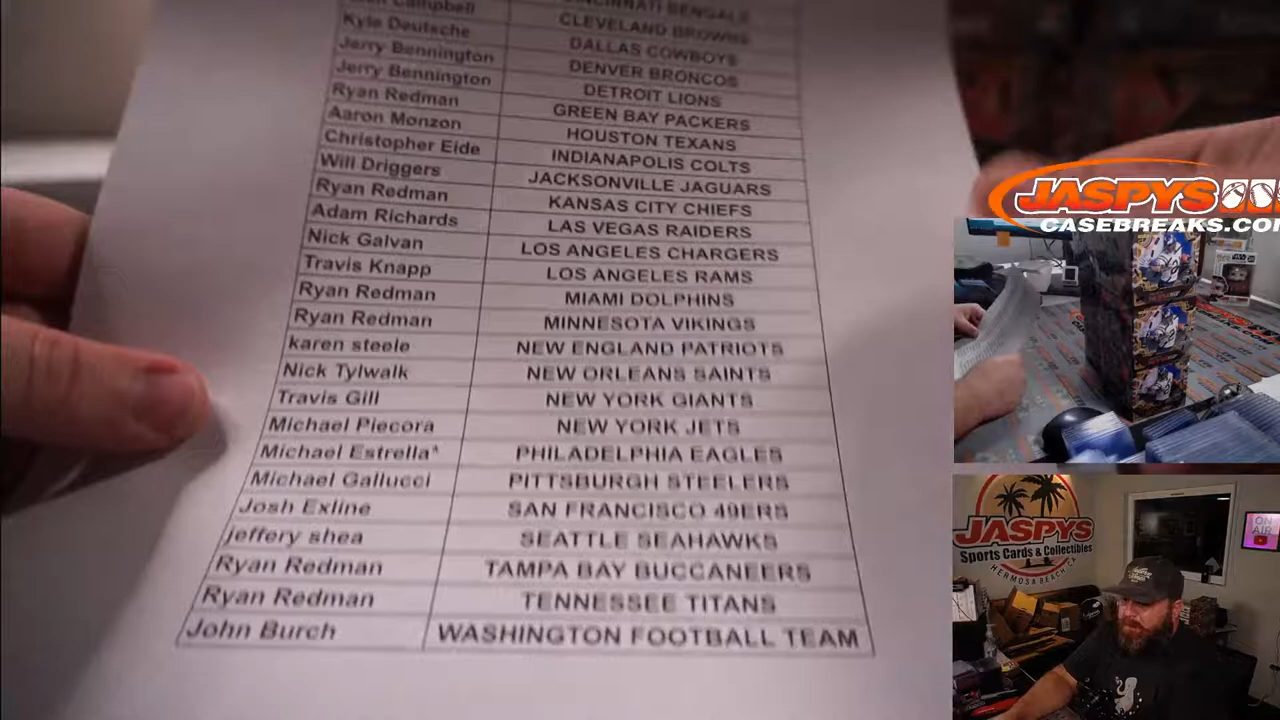 CINCINNATI BENGALS
Campbell CLEVELAND BROWNS
Kyle Deutsche DALLAS COWBOYS
Jerry Bennington DENVER BRONCOS
Jerry Bennington DETROIT LIONS
Ryan Redman GREEN BAY PACKERS
Aaron Monzon HOUSTON TEXANS
Christopher Eide INDIANAPOLIS COLTS
Will Driggers JACKSONVILLE JAGUARS
Ryan Redman KANSAS CITY CHIEFS
Adam Richards LAS VEGAS RAIDERS
Nick Galvan LOS ANGELES CHARGERS
Travis Knapp LOS ANGELES RAMS
Ryan Redman MIAMI DOLPHINS
Ryan Redman MINNESOTA VIKINGS
karen steele NEW ENGLAND PATRIOTS
Nick Tylwalk NEW ORLEANS SAINTS
Travis Gill NEW YORK GIANTS
Michael Piecora NEW YORK JETS
Michael Estrella* PHILADELPHIA EAGLES
Michael Gallucci PITTSBURGH STEELERS
Josh Exline SAN FRANCISCO 49ERS
jeffery shea SEATTLE SEAHAWKS
Ryan Redman TAMPA BAY BUCCANEERS
Ryan Redman TENNESSEE TITANS
John Burch WASHINGTON FOOTBALL TEAM
JASPYS
CASEBREAKS.CO
JASPYS
Sports Cards & Collectibles
HERMOSA BEACH, CA
ON
AIR